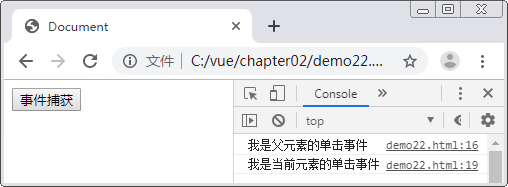 Document
文件 C:/vue/chapter02/demo22....
事件捕获
Console
top
我是父元素的单击事件 demo22.html:16
我是当前元素的单击事件 demo22.html:19